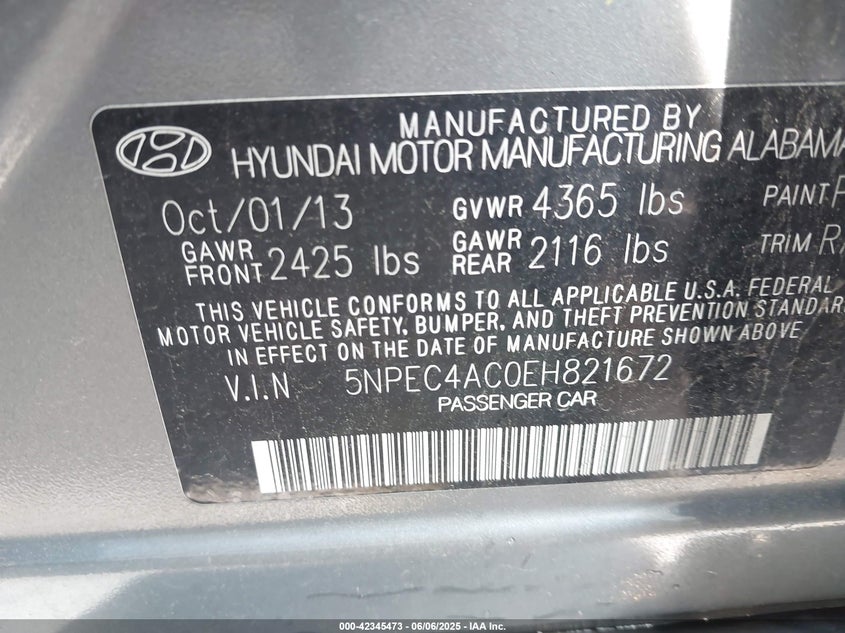 MANUFACTURED BY
HYUNDAI MOTOR MANUFACTURING ALABAMA
Oct/01/13 GVWR 4365 lbs PAINT
GAWR FRONT 2425 lbs GAWR REAR 2116 lbs TRIM
THIS VEHICLE CONFORMS TO ALL APPLICABLE U.S.A. FEDERAL
MOTOR VEHICLE SAFETY, BUMPER, AND THEFT PREVENTION STANDAR
IN EFFECT ON THE DATE OF MANUFACTURE SHOWN ABOVE
V.I.N 5NPEC4AC0EH821672
PASSENGER CAR
000-42345473 - 06/06/2025 - IAA Inc.